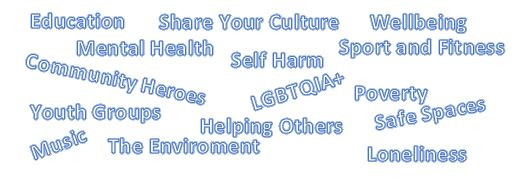 Education
Share Your Culture
Wellbeing
Mental Health
Self Harm
Sport and Fitness
Community Heroes
LGBTQIA+
Poverty
Youth Groups
Helping Others
Safe Spaces
Music
The Enviroment
Loneliness